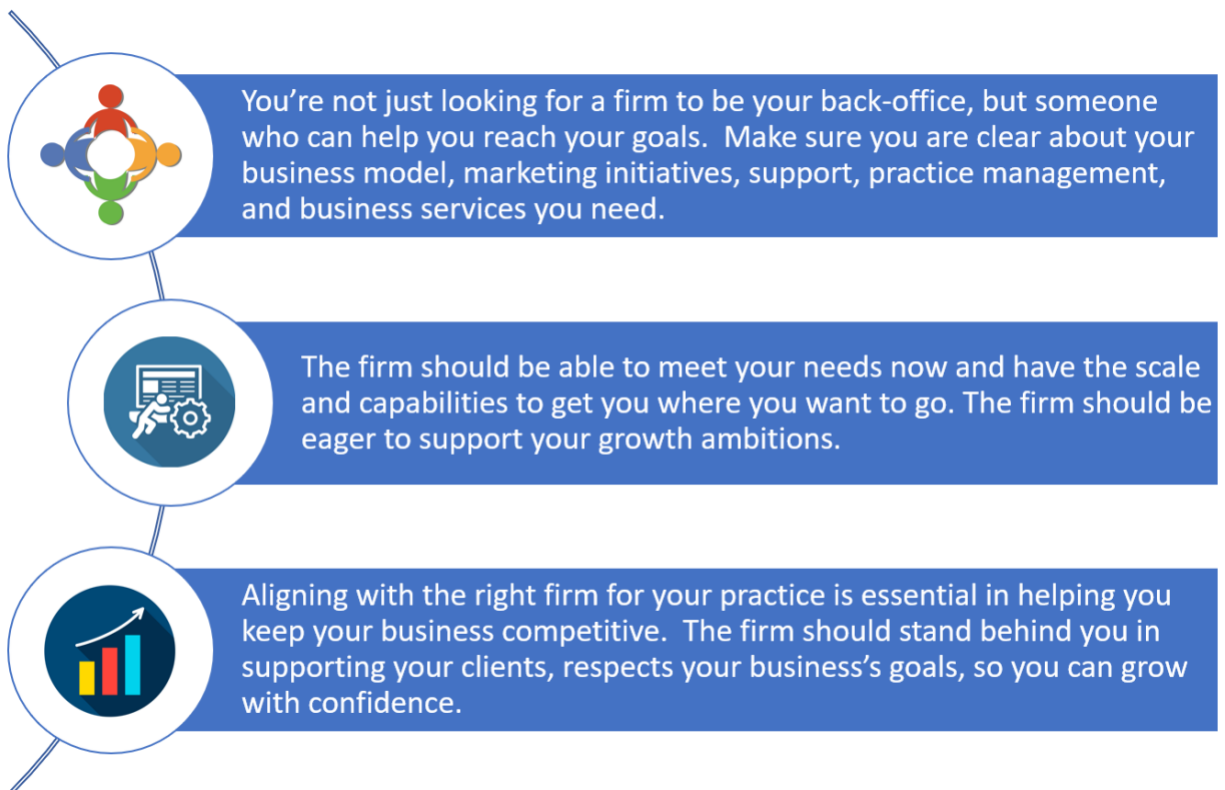 You’re not just looking for a firm to be your back-office, but someone
who can help you reach your goals.  Make sure you are clear about your
business model, marketing initiatives, support, practice management,
and business services you need.
The firm should be able to meet your needs now and have the scale
and capabilities to get you where you want to go. The firm should be
eager to support your growth ambitions.
Aligning with the right firm for your practice is essential in helping you
keep your business competitive.  The firm should stand behind you in
supporting your clients, respects your business’s goals, so you can grow
with confidence.